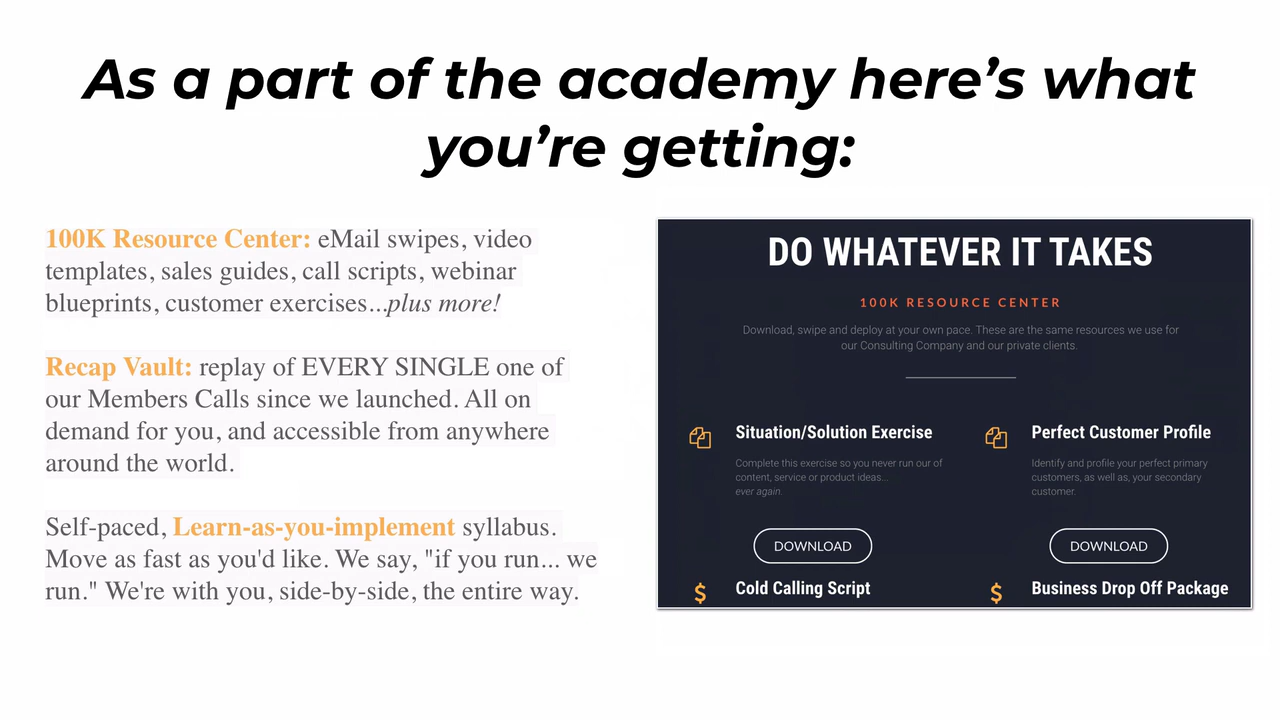 As a part of the academy here’s what
you’re getting:
100K Resource Center: eMail swipes, video
templates, sales guides, call scripts, webinar
blueprints, customer exercises...plus more!
Recap Vault: replay of EVERY SINGLE one of
our Members Calls since we launched. All on
demand for you, and accessible from anywhere
around the world.
Self-paced, Learn-as-you-implement syllabus.
Move as fast as you'd like. We say, "if you run... we
run." We're with you, side-by-side, the entire way.
DO WHATEVER IT TAKES
100K RESOURCE CENTER
Download, swipe and deploy at your own pace. These are the same resources we use for
our Consulting Company and our private clients.
Situation/Solution Exercise
Complete this exercise so you never run our of
content, service or product ideas...
ever again.
DOWNLOAD
Perfect Customer Profile
Identify and profile your perfect primary
customers, as well as, your secondary
customer.
DOWNLOAD
$ Cold Calling Script
$ Business Drop Off Package